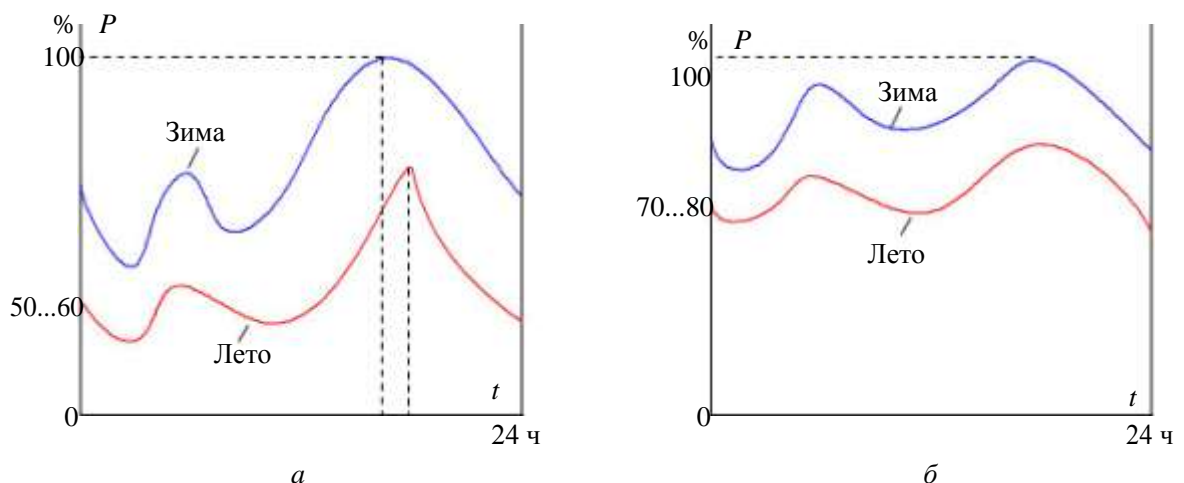 % P
100
Зима
50...60
Лето
0
t
24 ч
а
% P
100
Зима
70...80
Лето
0
t
24 ч
б